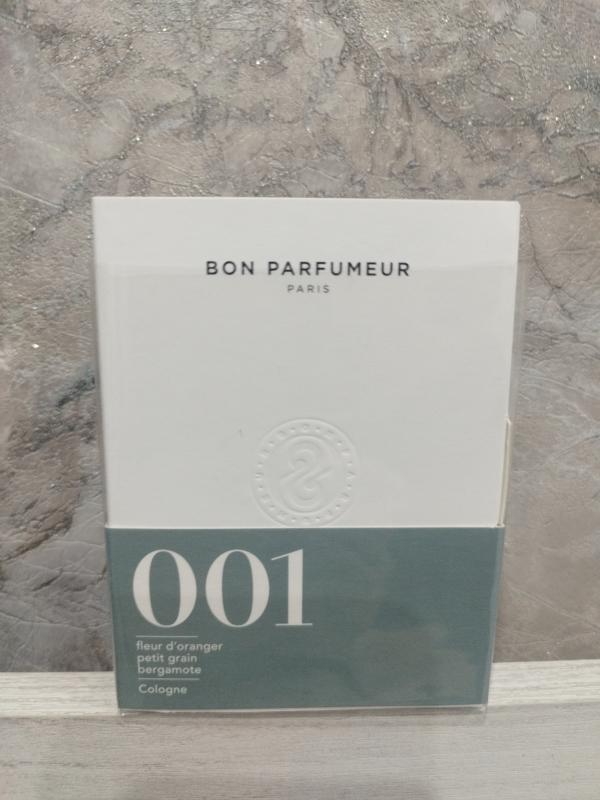 BON PARFUMEUR
PARIS
001
fleur d'oranger
petit grain
bergamote
Cologne